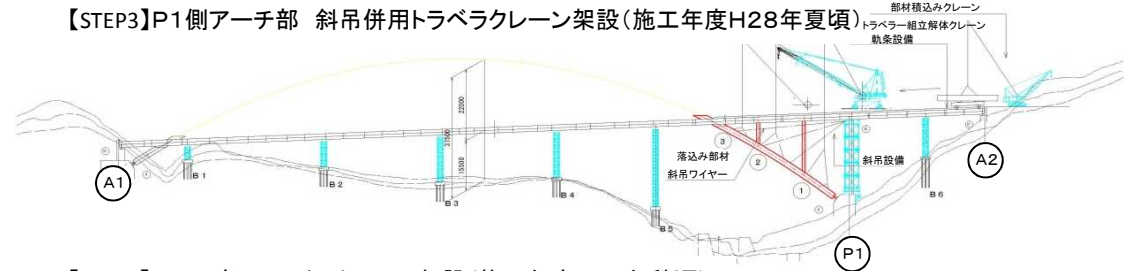 【STEP3】P1側アーチ部 斜吊併用トラベラクレーン架設(施工年度H28年夏頃)
部材積込みクレーン
トラベラー組立解体クレーン
軌条設備
22000
37500
15500
落込み部材
斜吊ワイヤー
斜吊設備
3
2
1
A1
B1
B2
B3
B4
B5
B6
A2
P1